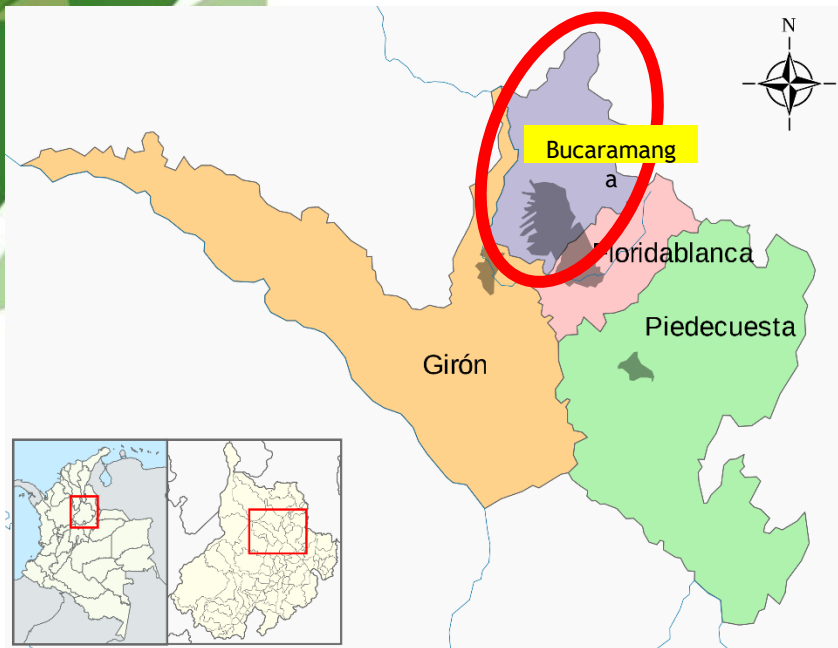 N
Bucaramang
a
Floridablanca
Piedecuesta
Girón